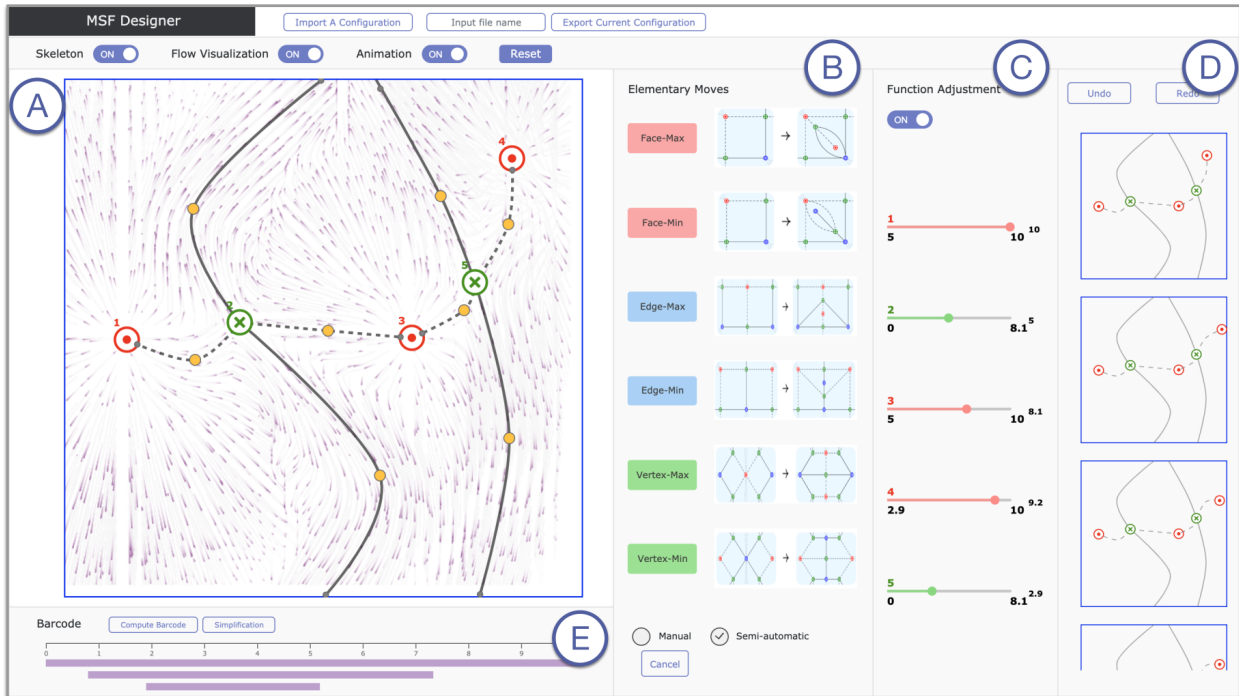 MSF Designer
Import A Configuration
Input file name
Export Current Configuration
Skeleton ON
Flow Visualization ON
Animation ON
Reset
A
B
C
D
4
5
2
1
3
Elementary Moves
Face-Max
Face-Min
Edge-Max
Edge-Min
Vertex-Max
Vertex-Min
Manual
Semi-automatic
Cancel
Function Adjustment
ON
1
5 10 10
2
0 8.1 5
3
5 10 8.1
4
2.9 10 9.2
5
0 8.1 2.9
Undo
Redo
Barcode
Compute Barcode
Simplification
E
0 1 2 3 4 5 6 7 8 9